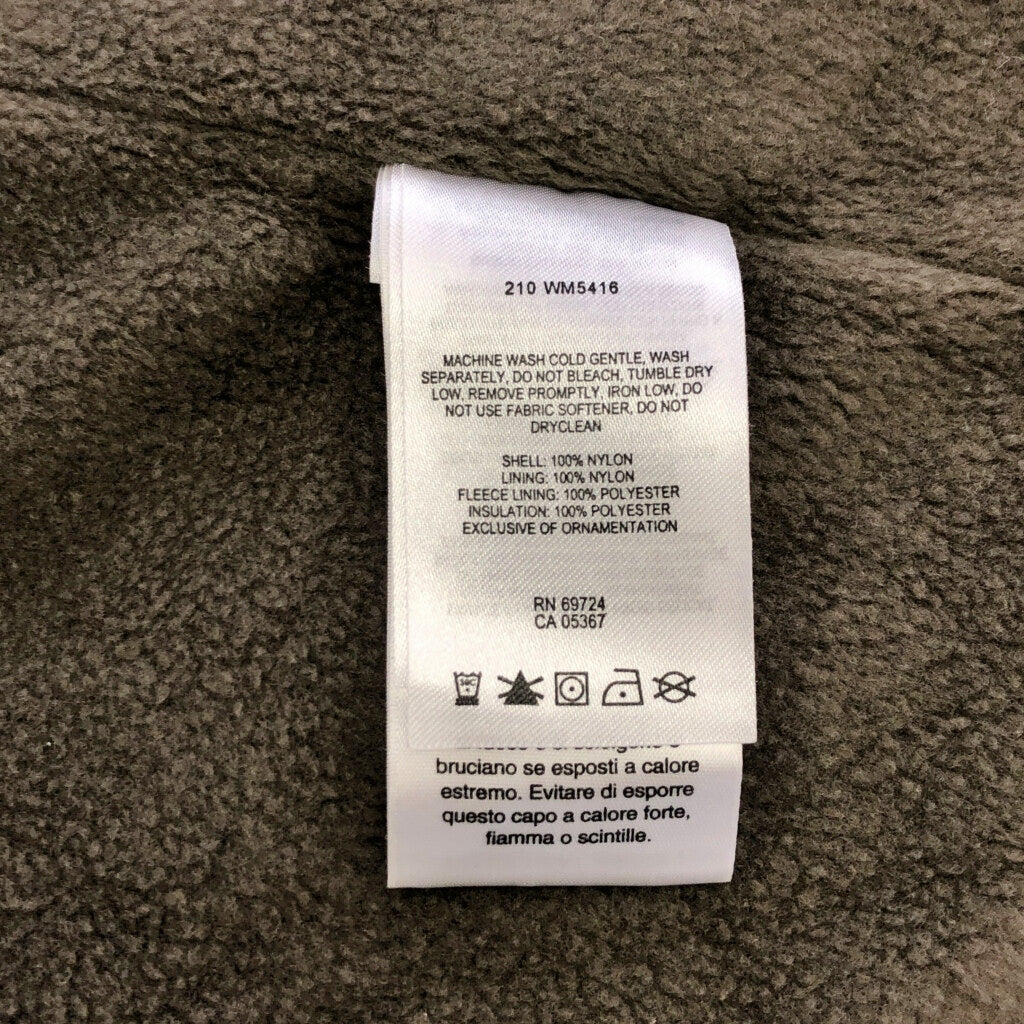 210 WM5416
MACHINE WASH COLD GENTLE, WASH
SEPARATELY, DO NOT BLEACH, TUMBLE DRY
LOW, REMOVE PROMPTLY, IRON LOW, DO
NOT USE FABRIC SOFTENER, DO NOT
DRYCLEAN
SHELL: 100% NYLON
LINING: 100% NYLON
FLEECE LINING: 100% POLYESTER
INSULATION: 100% POLYESTER
EXCLUSIVE OF ORNAMENTATION
RN 69724
CA 05367
bruciano se esposti a calore
estremo. Evitare di esporre
questo capo a calore forte,
fiamma o scintille.